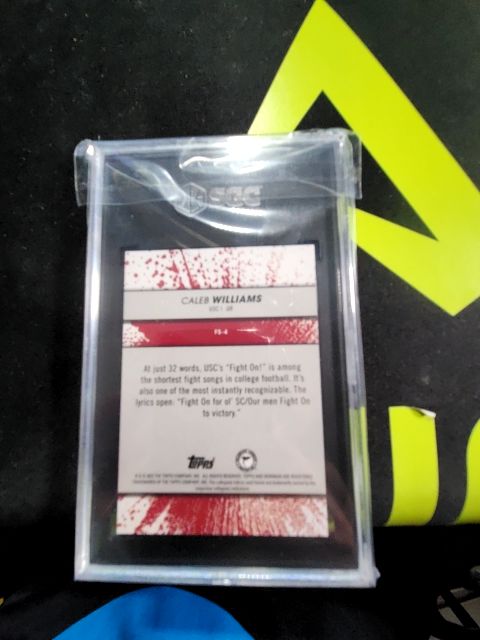 SGC
CALEB WILLIAMS
USC | QB
FS-4
At just 32 words, USC's "Fight On!" is among
the shortest fight songs in college football. It's
also one of the most instantly recognizable. The
lyrics open: "Fight On for ol' SC/Our men Fight On
to victory."
Topps